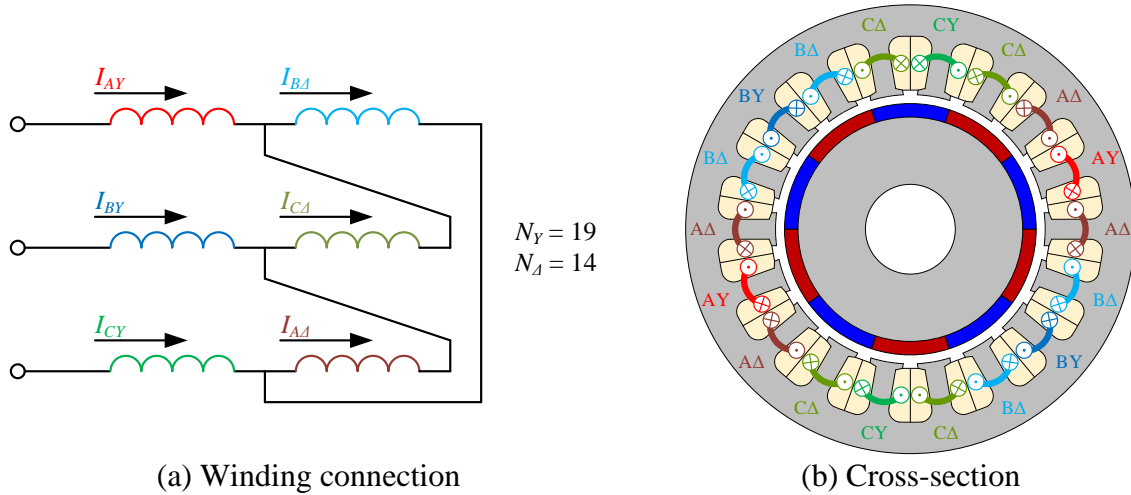 I_AY
I_BΔ
I_BY
I_CΔ
I_CY
I_AΔ
N_Y = 19
N_Δ = 14
(a) Winding connection
CΔ
CY
CΔ
BΔ
AΔ
BY
AY
BΔ
AΔ
AΔ
BΔ
AY
BY
AΔ
BΔ
CΔ
CY
CΔ
(b) Cross-section